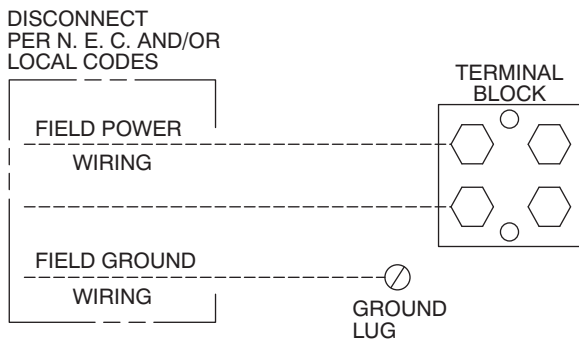 DISCONNECT
PER N. E. C. AND/OR
LOCAL CODES
TERMINAL
BLOCK
FIELD POWER
WIRING
FIELD GROUND
WIRING
GROUND
LUG